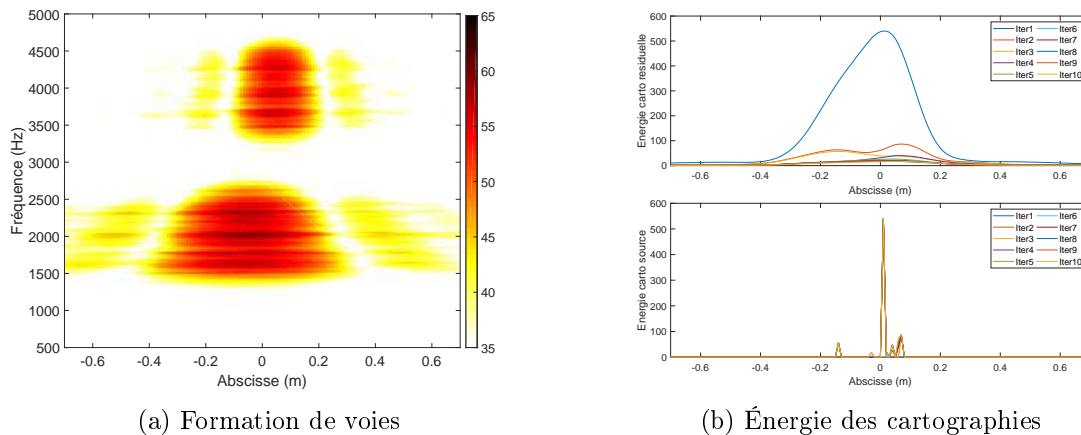 5000
4500
4000
3500
3000
2500
2000
1500
1000
500
Fréquence (Hz)
-0.6 -0.4 -0.2 0 0.2 0.4 0.6
Abscisse (m)
65
60
55
50
45
40
35
(a) Formation de voies
600
500
400
300
200
100
0
Energie carto residuelle
-0.6 -0.4 -0.2 0 0.2 0.4 0.6
Abscisse (m)
Iter1 Iter6
Iter2 Iter7
Iter3 Iter8
Iter4 Iter9
Iter5 Iter10
600
500
400
300
200
100
0
Energie carto source
-0.6 -0.4 -0.2 0 0.2 0.4 0.6
Abscisse (m)
Iter1 Iter6
Iter2 Iter7
Iter3 Iter8
Iter4 Iter9
Iter5 Iter10
(b) Énergie des cartographies